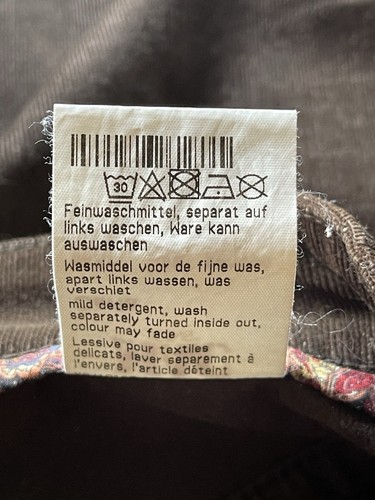 30
Feinwaschmittel, separat auf
links waschen, Ware kann
auswaschen
Wasmiddel voor de fijne was,
apart links wassen, was
verschiet
mild detergent, wash
separately turned inside out,
colour may fade
Lessive pour textiles
délicats, laver separement à
l'envers, l'article déteint